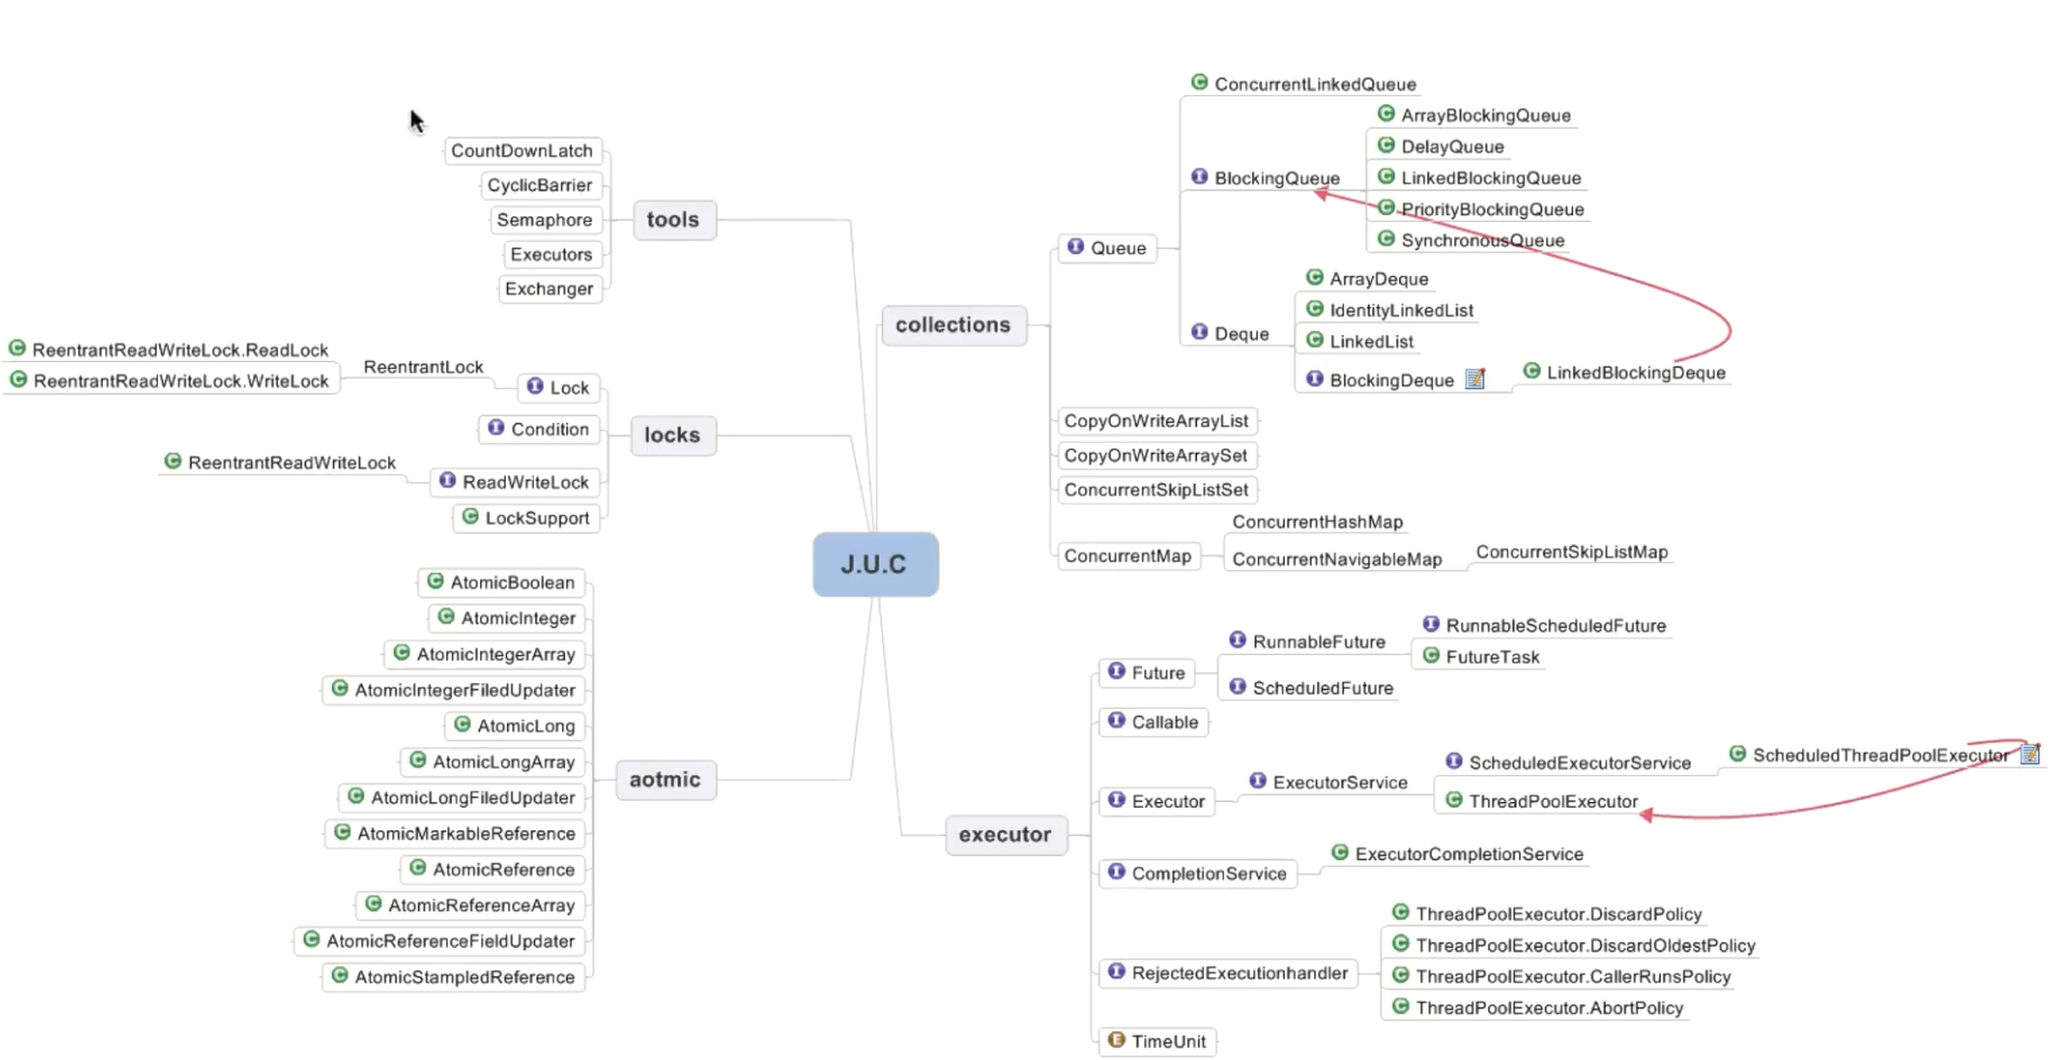 J.U.C
tools
CountDownLatch
CyclicBarrier
Semaphore
Executors
Exchanger
locks
Lock
ReentrantLock
ReentrantReadWriteLock.ReadLock
ReentrantReadWriteLock.WriteLock
Condition
ReadWriteLock
ReentrantReadWriteLock
LockSupport
aotmic
AtomicBoolean
AtomicInteger
AtomicIntegerArray
AtomicIntegerFiledUpdater
AtomicLong
AtomicLongArray
AtomicLongFiledUpdater
AtomicMarkableReference
AtomicReference
AtomicReferenceArray
AtomicReferenceFieldUpdater
AtomicStampedReference
collections
Queue
ConcurrentLinkedQueue
BlockingQueue
ArrayBlockingQueue
DelayQueue
LinkedBlockingQueue
PriorityBlockingQueue
SynchronousQueue
Deque
ArrayDeque
IdentityLinkedList
LinkedList
BlockingDeque
LinkedBlockingDeque
CopyOnWriteArrayList
CopyOnWriteArraySet
ConcurrentSkipListSet
ConcurrentMap
ConcurrentHashMap
ConcurrentNavigableMap
ConcurrentSkipListMap
executor
Future
RunnableFuture
RunnableScheduledFuture
FutureTask
ScheduledFuture
Callable
Executor
ExecutorService
ScheduledExecutorService
ScheduledThreadPoolExecutor
ThreadPoolExecutor
CompletionService
ExecutorCompletionService
RejectedExecutionhandler
ThreadPoolExecutor.DiscardPolicy
ThreadPoolExecutor.DiscardOldestPolicy
ThreadPoolExecutor.CallerRunsPolicy
ThreadPoolExecutor.AbortPolicy
TimeUnit